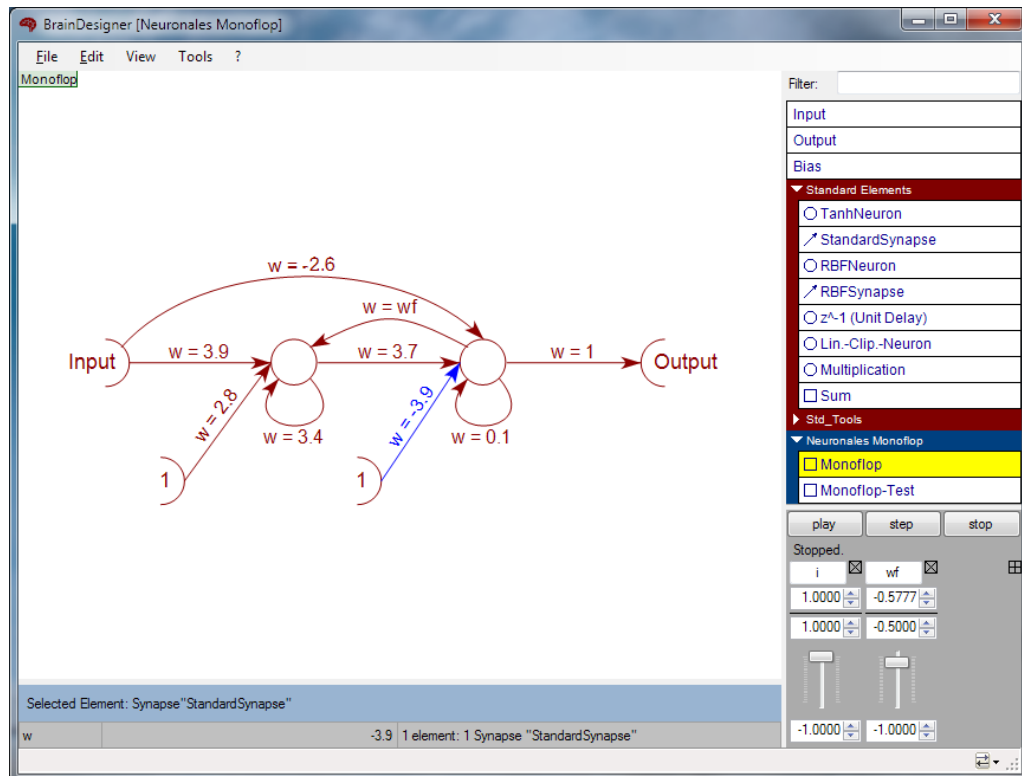 BrainDesigner [Neuronales Monoflop]
File Edit View Tools ?
Monoflop
Filter:
Input
Output
Bias
Standard Elements
TanhNeuron
StandardSynapse
RBFNeuron
RBFSynapse
z^-1 (Unit Delay)
Lin.-Clip.-Neuron
Multiplication
Sum
Std_Tools
Neuronales Monoflop
Monoflop
Monoflop-Test
w = -2.6
w = wf
Input
w = 3.9
w = 3.7
w = 1
Output
w = 2.8
w = -3.9
w = 3.4
w = 0.1
1
1
play step stop
Stopped.
i wf
1.0000 -0.5777
1.0000 -0.5000
-1.0000 -1.0000
Selected Element: Synapse"StandardSynapse"
w -3.9 1 element: 1 Synapse "StandardSynapse"